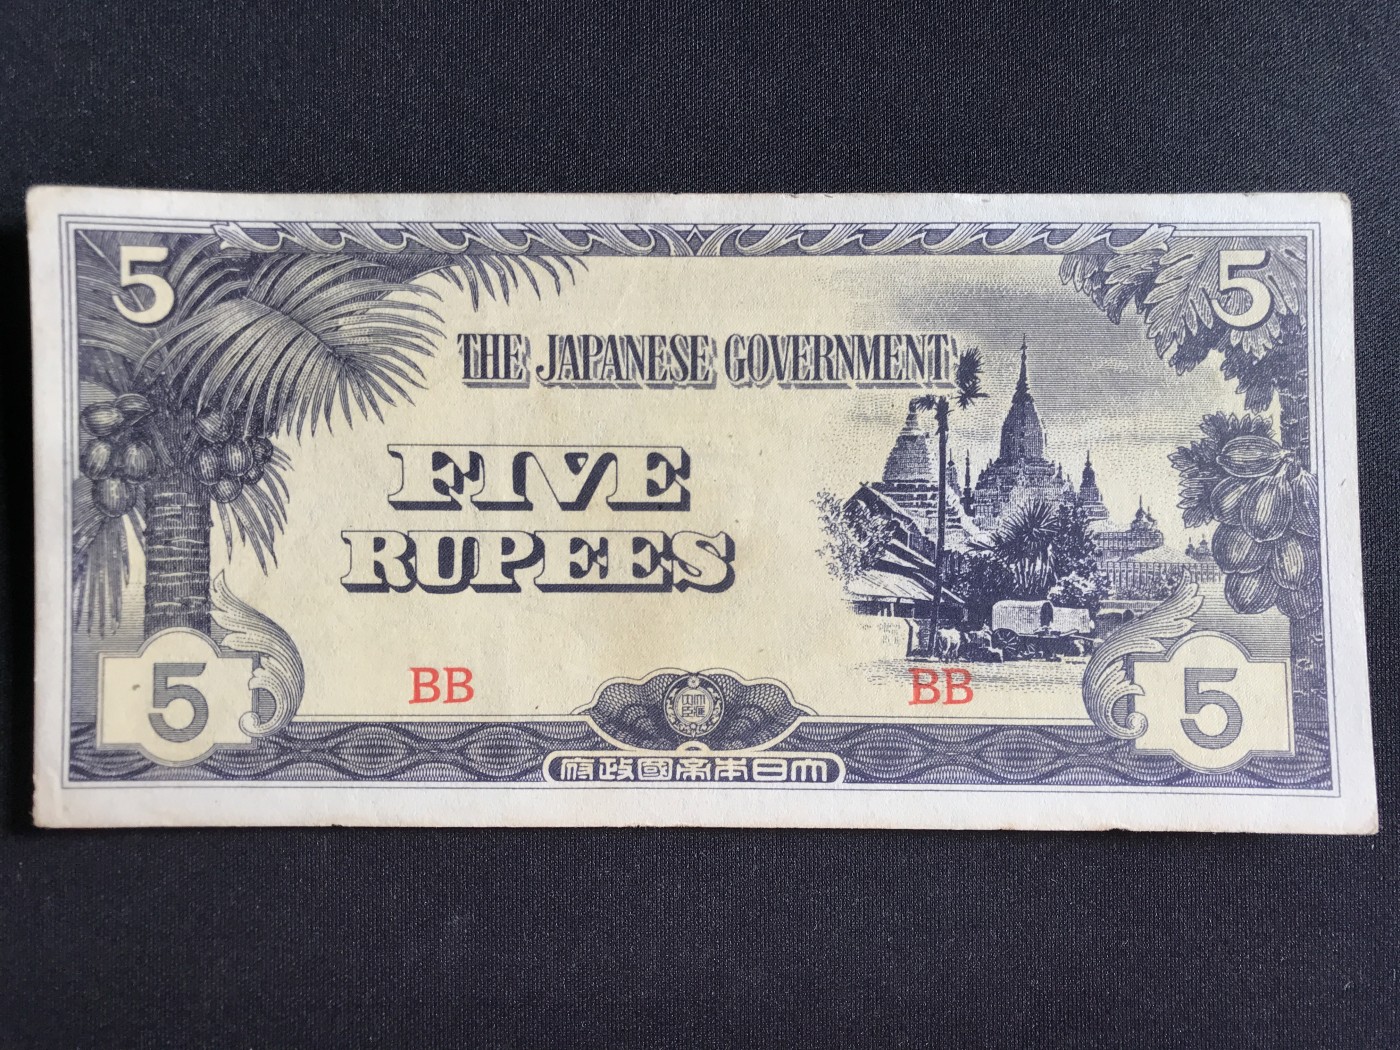 5 5
THE JAPANESE GOVERNMENT
FIVE
RUPEES
BB BB
5 5
府政國帝本日大